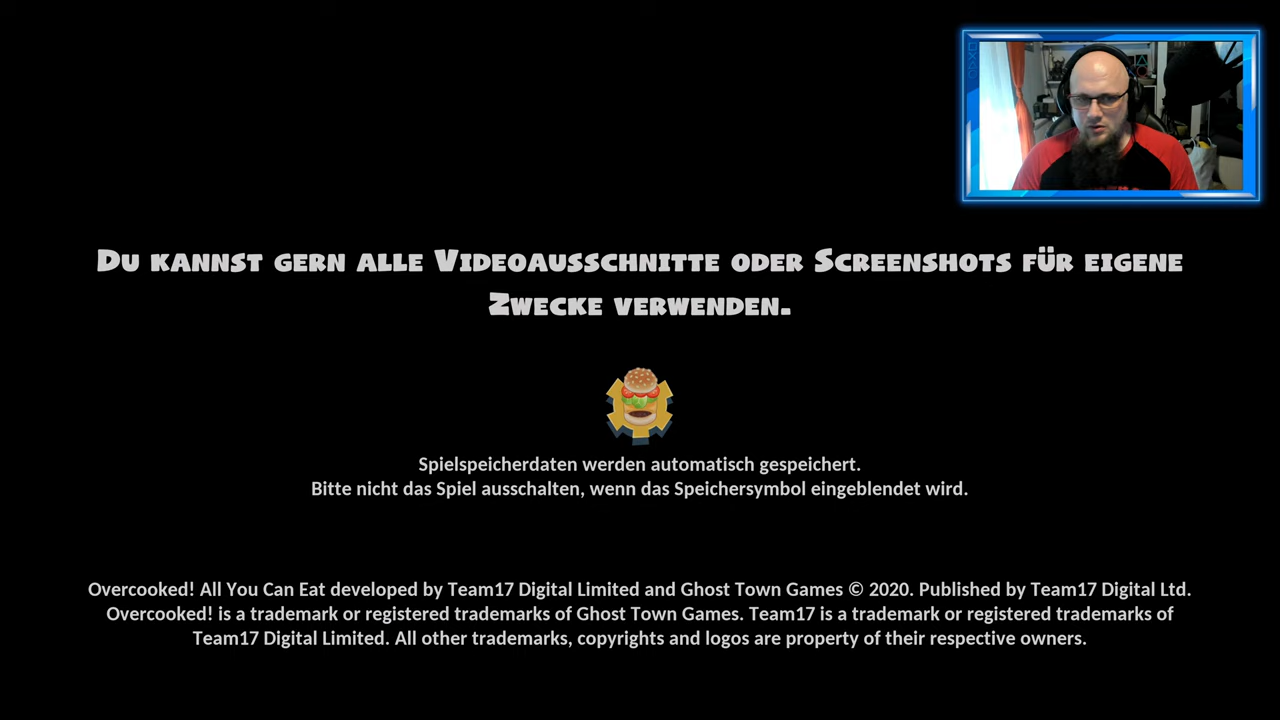 Du kannst gern alle Videoausschnitte oder Screenshots für eigene
Zwecke verwenden.
Spielspeicherdaten werden automatisch gespeichert.
Bitte nicht das Spiel ausschalten, wenn das Speichersymbol eingeblendet wird.
Overcooked! All You Can Eat developed by Team17 Digital Limited and Ghost Town Games © 2020. Published by Team17 Digital Ltd.
Overcooked! is a trademark or registered trademarks of Ghost Town Games. Team17 is a trademark or registered trademarks of
Team17 Digital Limited. All other trademarks, copyrights and logos are property of their respective owners.